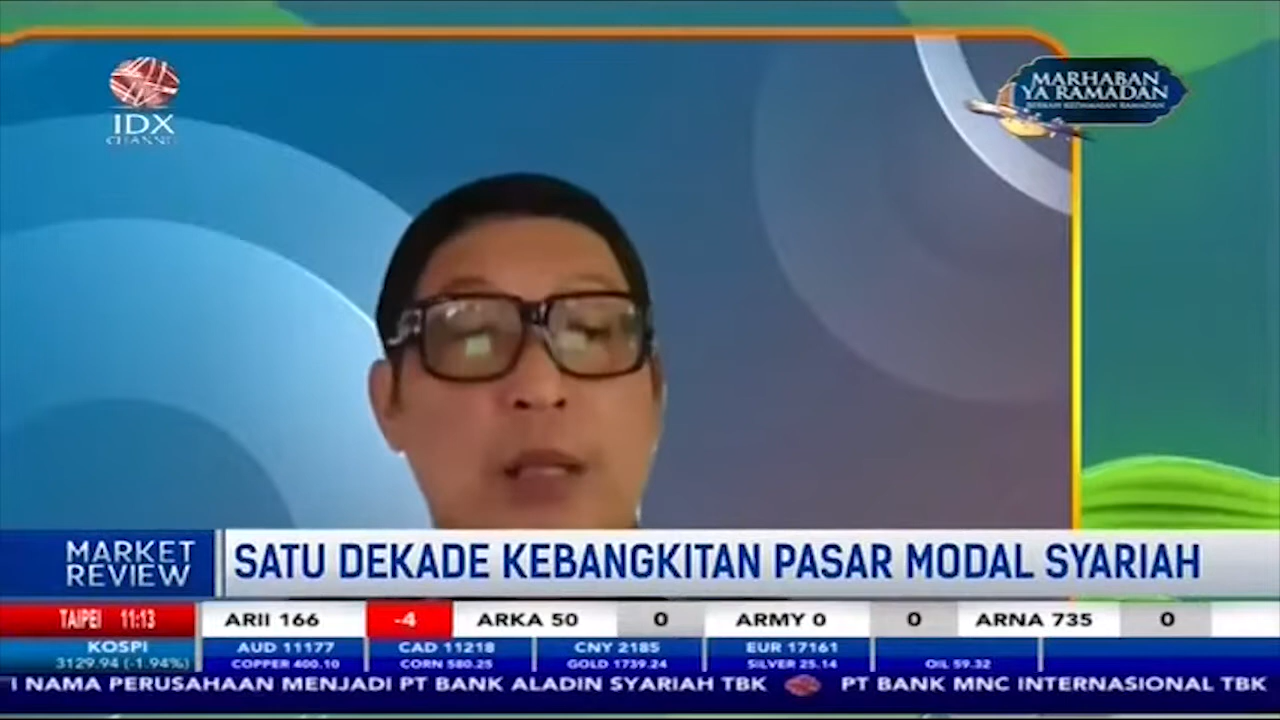 IDX
CHANNEL
MARHABAN
YA RAMADAN
MARKET
REVIEW
SATU DEKADE KEBANGKITAN PASAR MODAL SYARIAH
TAIPEI 11:13 ARII 166 -4 ARKA 50 0 ARMY 0 0 ARNA 735 0
KOSPI AUD 11177 CAD 11218 CNY 2185 EUR 17161
3129.94 (-1.94%) COPPER 400.10 CORN 580.25 GOLD 1739.24 SILVER 25.14 OIL 59.32
I NAMA PERUSAHAAN MENJADI PT BANK ALADIN SYARIAH TBK PT BANK MNC INTERNASIONAL TBK